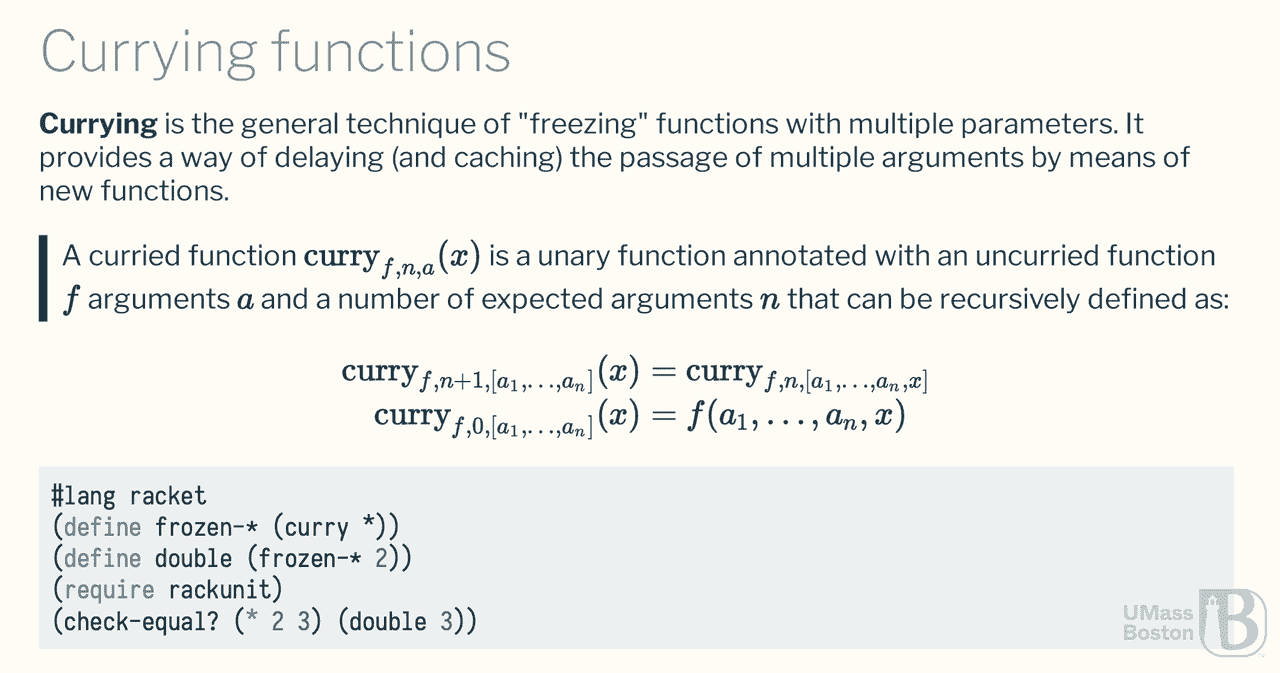 Currying functions
Currying is the general technique of "freezing" functions with multiple parameters. It
provides a way of delaying (and caching) the passage of multiple arguments by means of
new functions.
A curried function curry_{f,n,a}(x) is a unary function annotated with an uncurried function
f arguments a and a number of expected arguments n that can be recursively defined as:
curry_{f,n+1,[a_1,...,a_n]}(x) = curry_{f,n,[a_1,...,a_n,x]}
curry_{f,0,[a_1,...,a_n]}(x) = f(a_1, ..., a_n, x)
#lang racket
(define frozen-* (curry *))
(define double (frozen-* 2))
(require rackunit)
(check-equal? (* 2 3) (double 3))
UMass
Boston
B